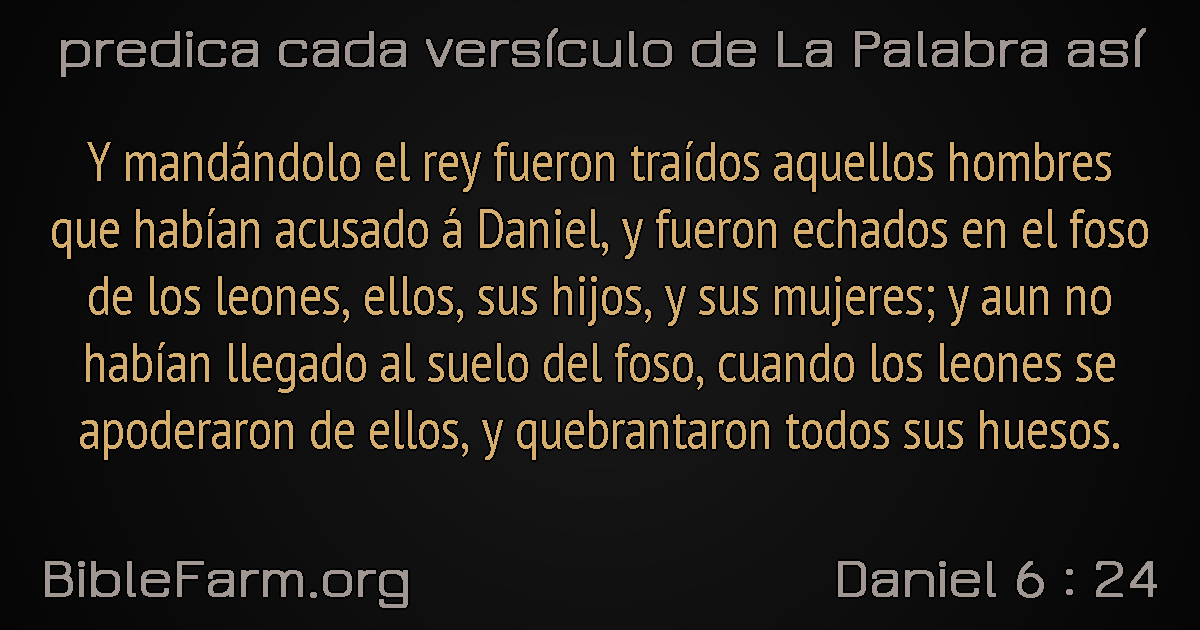 predica cada versículo de La Palabra así
Y mandándolo el rey fueron traídos aquellos hombres
que habían acusado á Daniel, y fueron echados en el foso
de los leones, ellos, sus hijos, y sus mujeres; y aun no
habían llegado al suelo del foso, cuando los leones se
apoderaron de ellos, y quebrantaron todos sus huesos.
BibleFarm.org
Daniel 6 : 24